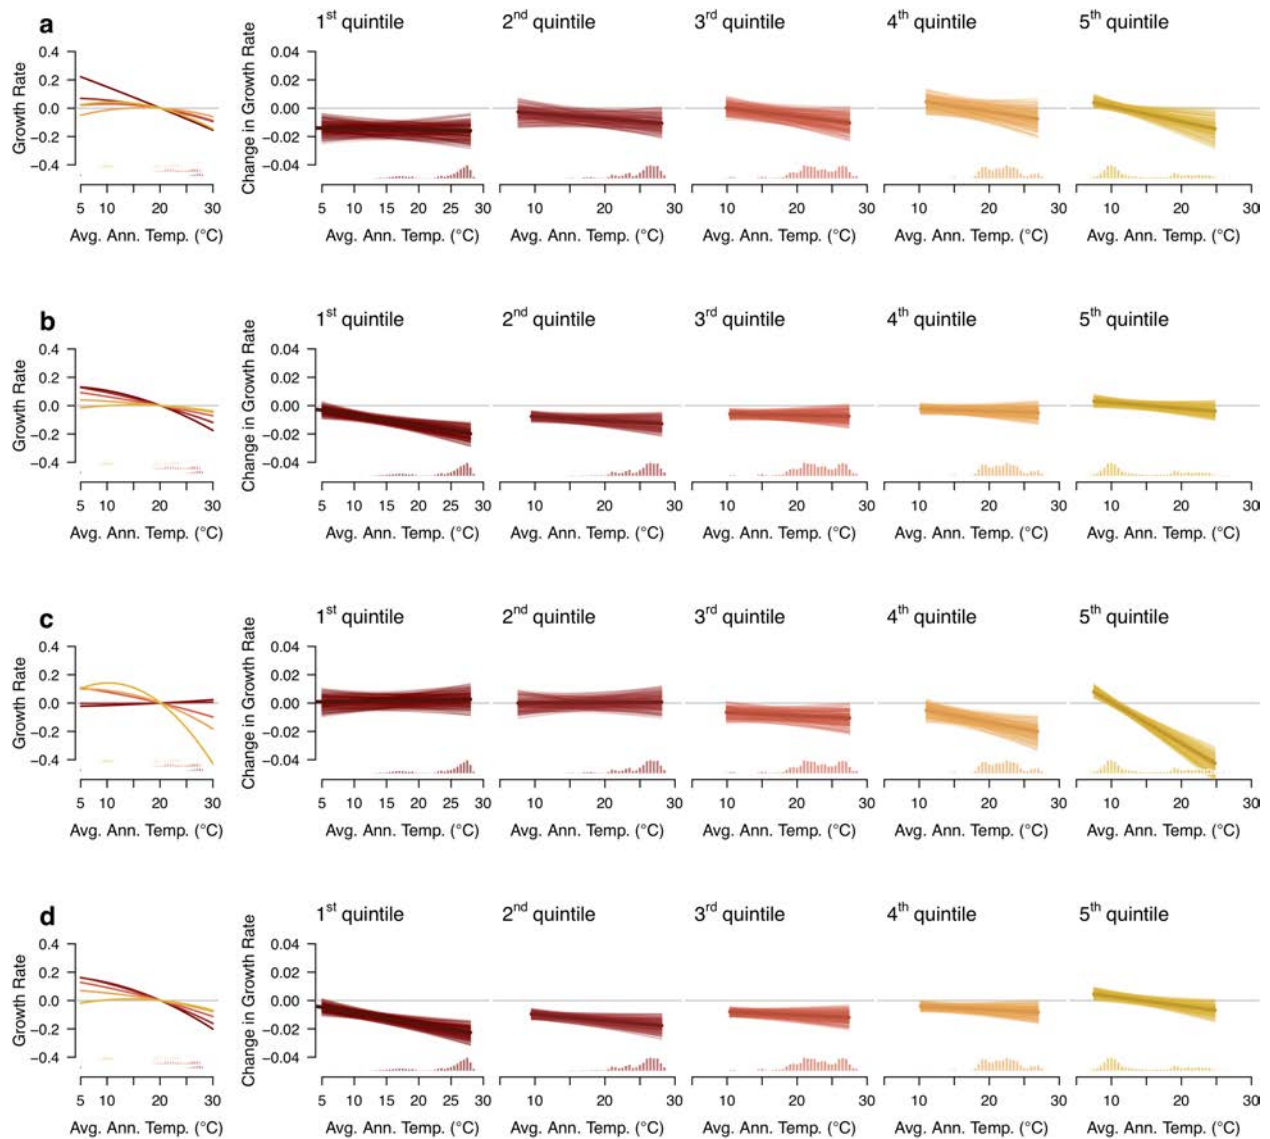 a
1st quintile 2nd quintile 3rd quintile 4th quintile 5th quintile
Growth Rate
0.4 0.2 0.0 −0.2 −0.4
Change in Growth Rate
0.04 0.02 0.00 −0.02 −0.04
5 10 20 30 5 10 15 20 25 30 10 20 30 10 20 30 10 20 30 10 20 30
Avg. Ann. Temp. (°C) Avg. Ann. Temp. (°C) Avg. Ann. Temp. (°C) Avg. Ann. Temp. (°C) Avg. Ann. Temp. (°C) Avg. Ann. Temp. (°C)
b
1st quintile 2nd quintile 3rd quintile 4th quintile 5th quintile
Growth Rate
0.4 0.2 0.0 −0.2 −0.4
Change in Growth Rate
0.04 0.02 0.00 −0.02 −0.04
5 10 20 30 5 10 15 20 25 30 10 20 30 10 20 30 10 20 30 10 20 30
Avg. Ann. Temp. (°C) Avg. Ann. Temp. (°C) Avg. Ann. Temp. (°C) Avg. Ann. Temp. (°C) Avg. Ann. Temp. (°C) Avg. Ann. Temp. (°C)
c
1st quintile 2nd quintile 3rd quintile 4th quintile 5th quintile
Growth Rate
0.4 0.2 0.0 −0.2 −0.4
Change in Growth Rate
0.04 0.02 0.00 −0.02 −0.04
5 10 20 30 5 10 15 20 25 30 10 20 30 10 20 30 10 20 30 10 20 30
Avg. Ann. Temp. (°C) Avg. Ann. Temp. (°C) Avg. Ann. Temp. (°C) Avg. Ann. Temp. (°C) Avg. Ann. Temp. (°C) Avg. Ann. Temp. (°C)
d
1st quintile 2nd quintile 3rd quintile 4th quintile 5th quintile
Growth Rate
0.4 0.2 0.0 −0.2 −0.4
Change in Growth Rate
0.04 0.02 0.00 −0.02 −0.04
5 10 20 30 5 10 15 20 25 30 10 20 30 10 20 30 10 20 30 10 20 30
Avg. Ann. Temp. (°C) Avg. Ann. Temp. (°C) Avg. Ann. Temp. (°C) Avg. Ann. Temp. (°C) Avg. Ann. Temp. (°C) Avg. Ann. Temp. (°C)